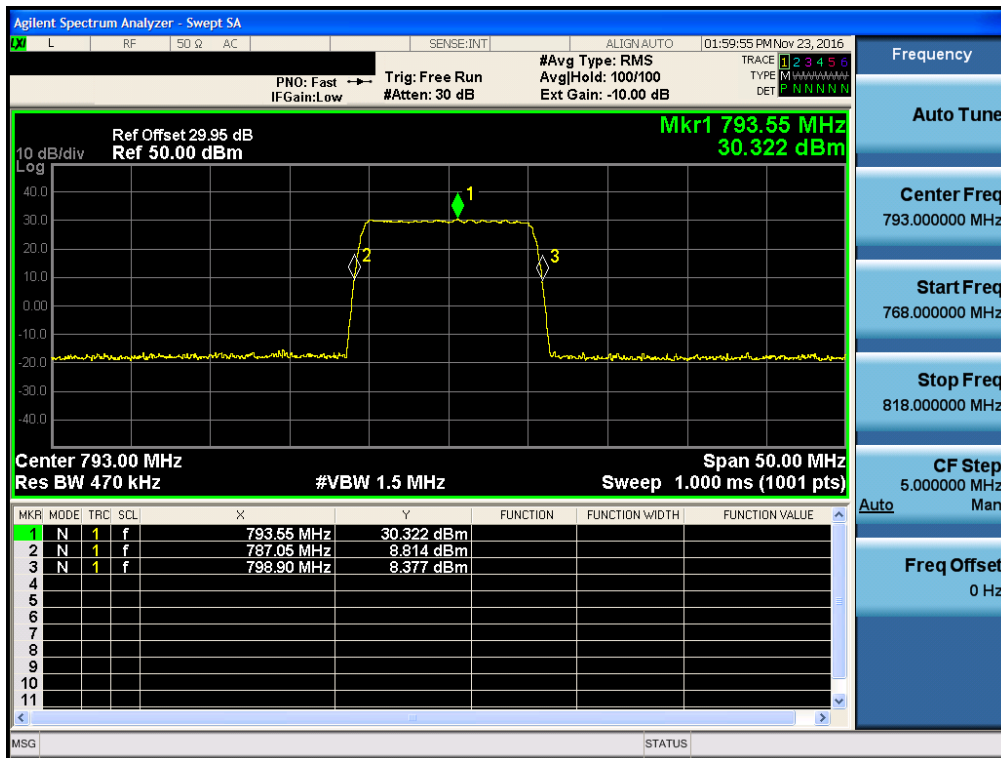 Agilent Spectrum Analyzer - Swept SA
LXI L RF 50 Ω AC SENSE:INT ALIGN AUTO 01:59:55 PM Nov 23, 2016
Frequency
PNO: Fast
IFGain:Low
Trig: Free Run
#Atten: 30 dB
#Avg Type: RMS
Avg|Hold: 100/100
Ext Gain: -10.00 dB
TRACE 1 2 3 4 5 6
TYPE M
DET P N N N N N
Auto Tune
Mkr1 793.55 MHz
30.322 dBm
Ref Offset 29.95 dB
10 dB/div Ref 50.00 dBm
Log
40.0
30.0
20.0
10.0
0.00
-10.0
-20.0
-30.0
-40.0
1
2
3
Center Freq
793.000000 MHz
Start Freq
768.000000 MHz
Stop Freq
818.000000 MHz
Center 793.00 MHz Span 50.00 MHz
Res BW 470 kHz #VBW 1.5 MHz Sweep 1.000 ms (1001 pts)
CF Step
5.000000 MHz
Auto Man
MKR MODE TRC SCL X Y FUNCTION FUNCTION WIDTH FUNCTION VALUE
1 N 1 f 793.55 MHz 30.322 dBm
2 N 1 f 787.05 MHz 8.814 dBm
3 N 1 f 798.90 MHz 8.377 dBm
4
5
6
7
8
9
10
11
Freq Offset
0 Hz
MSG STATUS